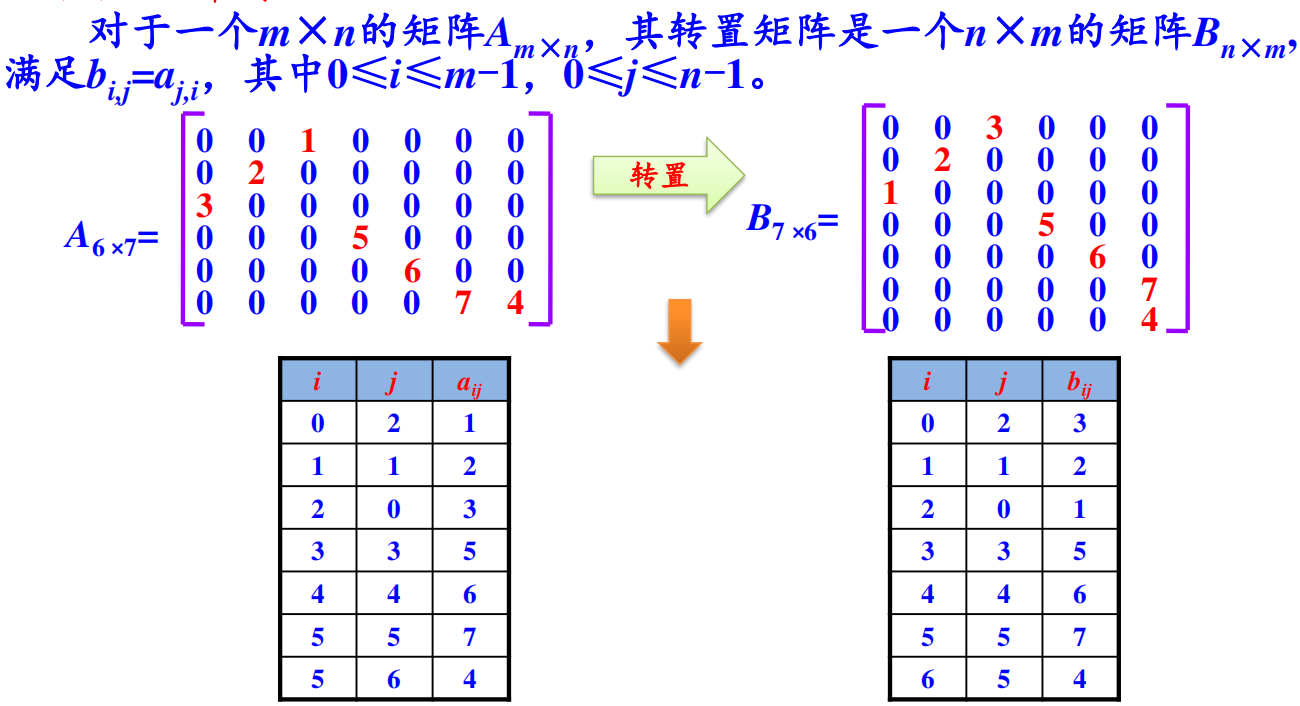 对于一个m×n的矩阵Am×n，其转置矩阵是一个n×m的矩阵Bn×m，
满足bi,j=aj,i，其中0≤i≤m-1，0≤j≤n-1。
0 0 1 0 0 0 0
0 2 0 0 0 0 0
3 0 0 0 0 0 0
0 0 0 5 0 0 0
0 0 0 0 6 0 0
0 0 0 0 0 7 4
A6×7=
转置
B7×6=
0 0 3 0 0 0
0 2 0 0 0 0
1 0 0 0 0 0
0 0 0 5 0 0
0 0 0 0 6 0
0 0 0 0 0 7
0 0 0 0 0 4
i j aij
0 2 1
1 1 2
2 0 3
3 3 5
4 4 6
5 5 7
5 6 4
i j bij
0 2 3
1 1 2
2 0 1
3 3 5
4 4 6
5 5 7
6 5 4